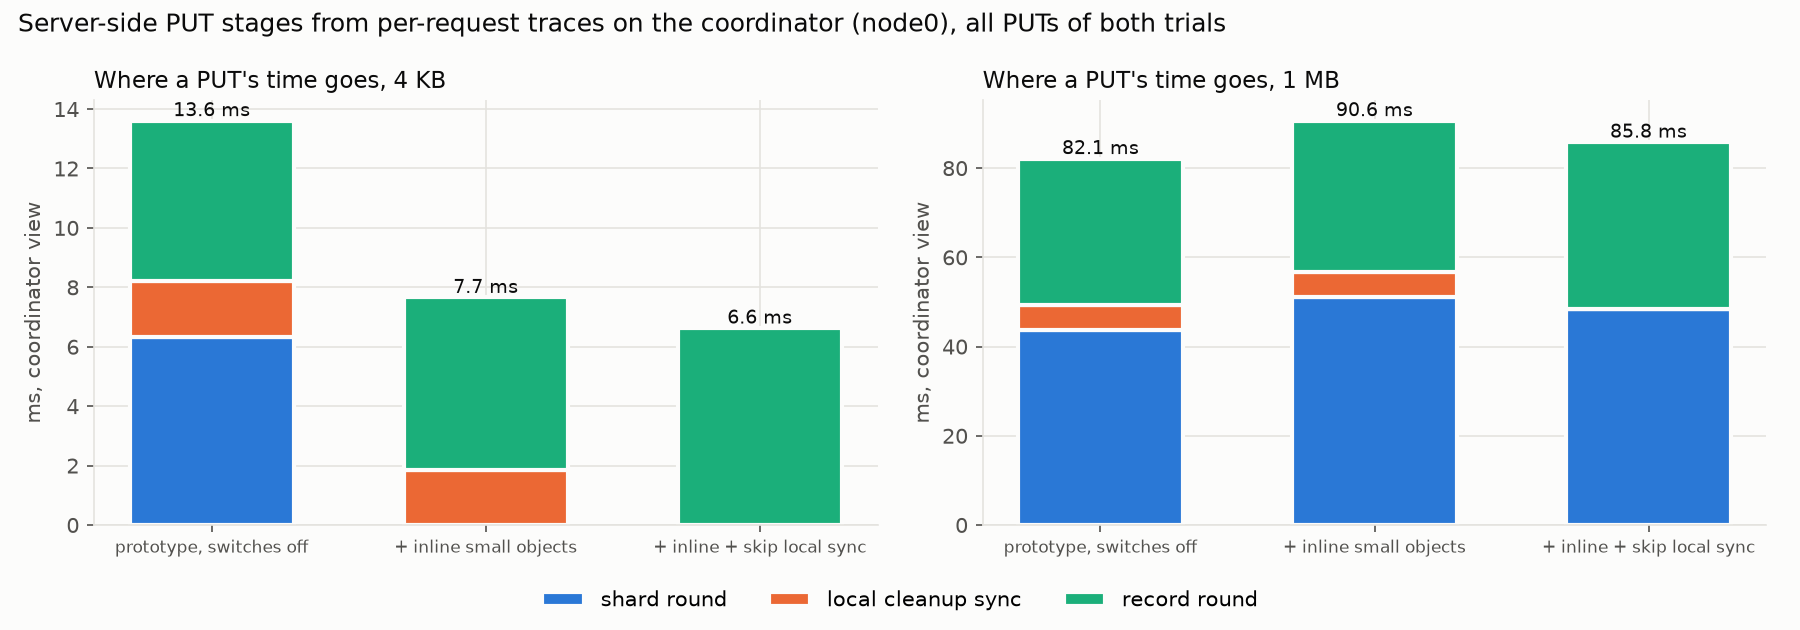 Server-side PUT stages from per-request traces on the coordinator (node0), all PUTs of both trials
Where a PUT's time goes, 4 KB
ms, coordinator view
14
12
10
8
6
4
2
0
13.6 ms
7.7 ms
6.6 ms
prototype, switches off
+ inline small objects
+ inline + skip local sync
Where a PUT's time goes, 1 MB
ms, coordinator view
80
60
40
20
0
82.1 ms
90.6 ms
85.8 ms
prototype, switches off
+ inline small objects
+ inline + skip local sync
shard round
local cleanup sync
record round